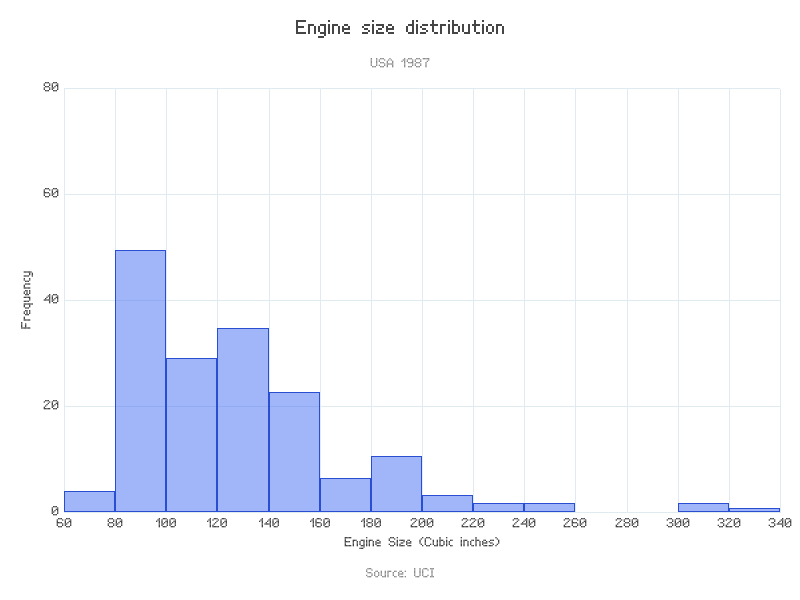 Engine size distribution
USA 1987
80
60
40
20
0
Frequency
60 80 100 120 140 160 180 200 220 240 260 280 300 320 340
Engine Size (Cubic inches)
Source: UCI